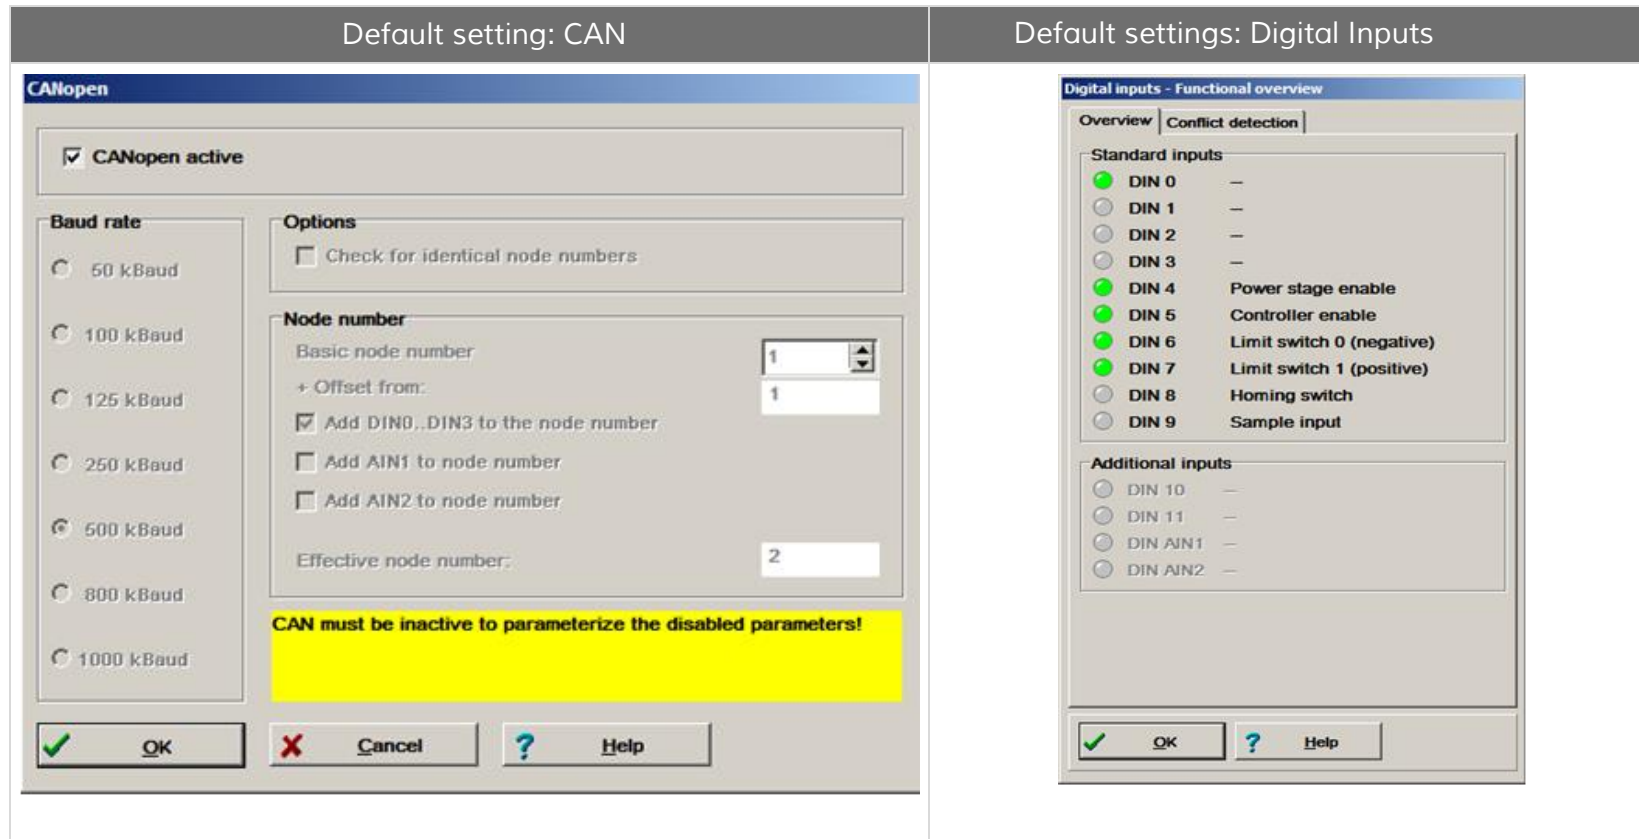 Default setting: CAN
Default settings: Digital Inputs
CANopen
CANopen active
Baud rate
50 kBaud
100 kBaud
125 kBaud
250 kBaud
500 kBaud
800 kBaud
1000 kBaud
Options
Check for identical node numbers
Node number
Basic node number 1
+ Offset from: 1
Add DIN0..DIN3 to the node number
Add AIN1 to node number
Add AIN2 to node number
Effective node number: 2
CAN must be inactive to parameterize the disabled parameters!
OK Cancel ? Help
Digital inputs - Functional overview
Overview Conflict detection
Standard inputs
DIN 0 –
DIN 1 –
DIN 2 –
DIN 3 –
DIN 4 Power stage enable
DIN 5 Controller enable
DIN 6 Limit switch 0 (negative)
DIN 7 Limit switch 1 (positive)
DIN 8 Homing switch
DIN 9 Sample input
Additional inputs
DIN 10 –
DIN 11 –
DIN AIN1 –
DIN AIN2 –
OK ? Help